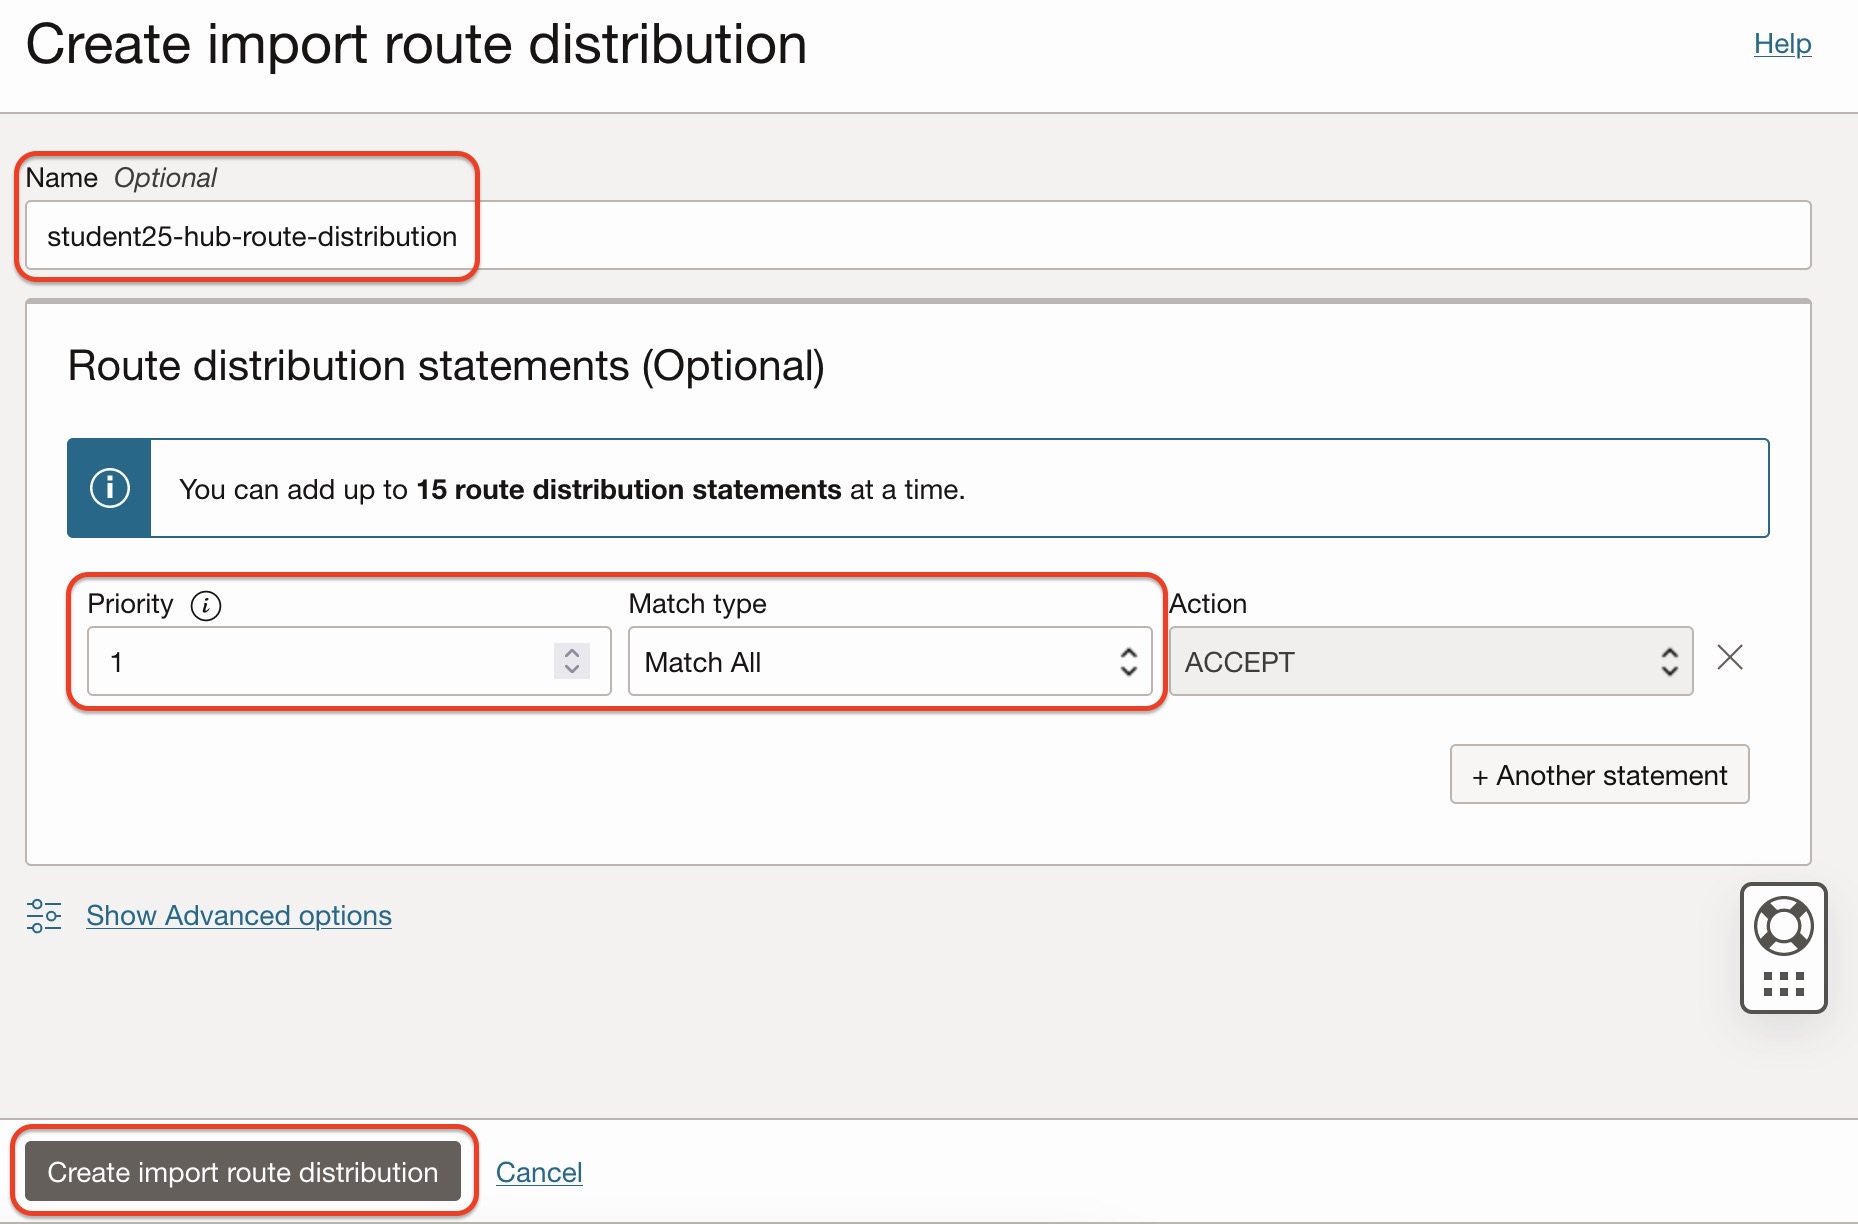 Create import route distribution
Help
Name Optional
student25-hub-route-distribution
Route distribution statements (Optional)
You can add up to 15 route distribution statements at a time.
Priority Match type Action
1 Match All ACCEPT
+ Another statement
Show Advanced options
Create import route distribution Cancel